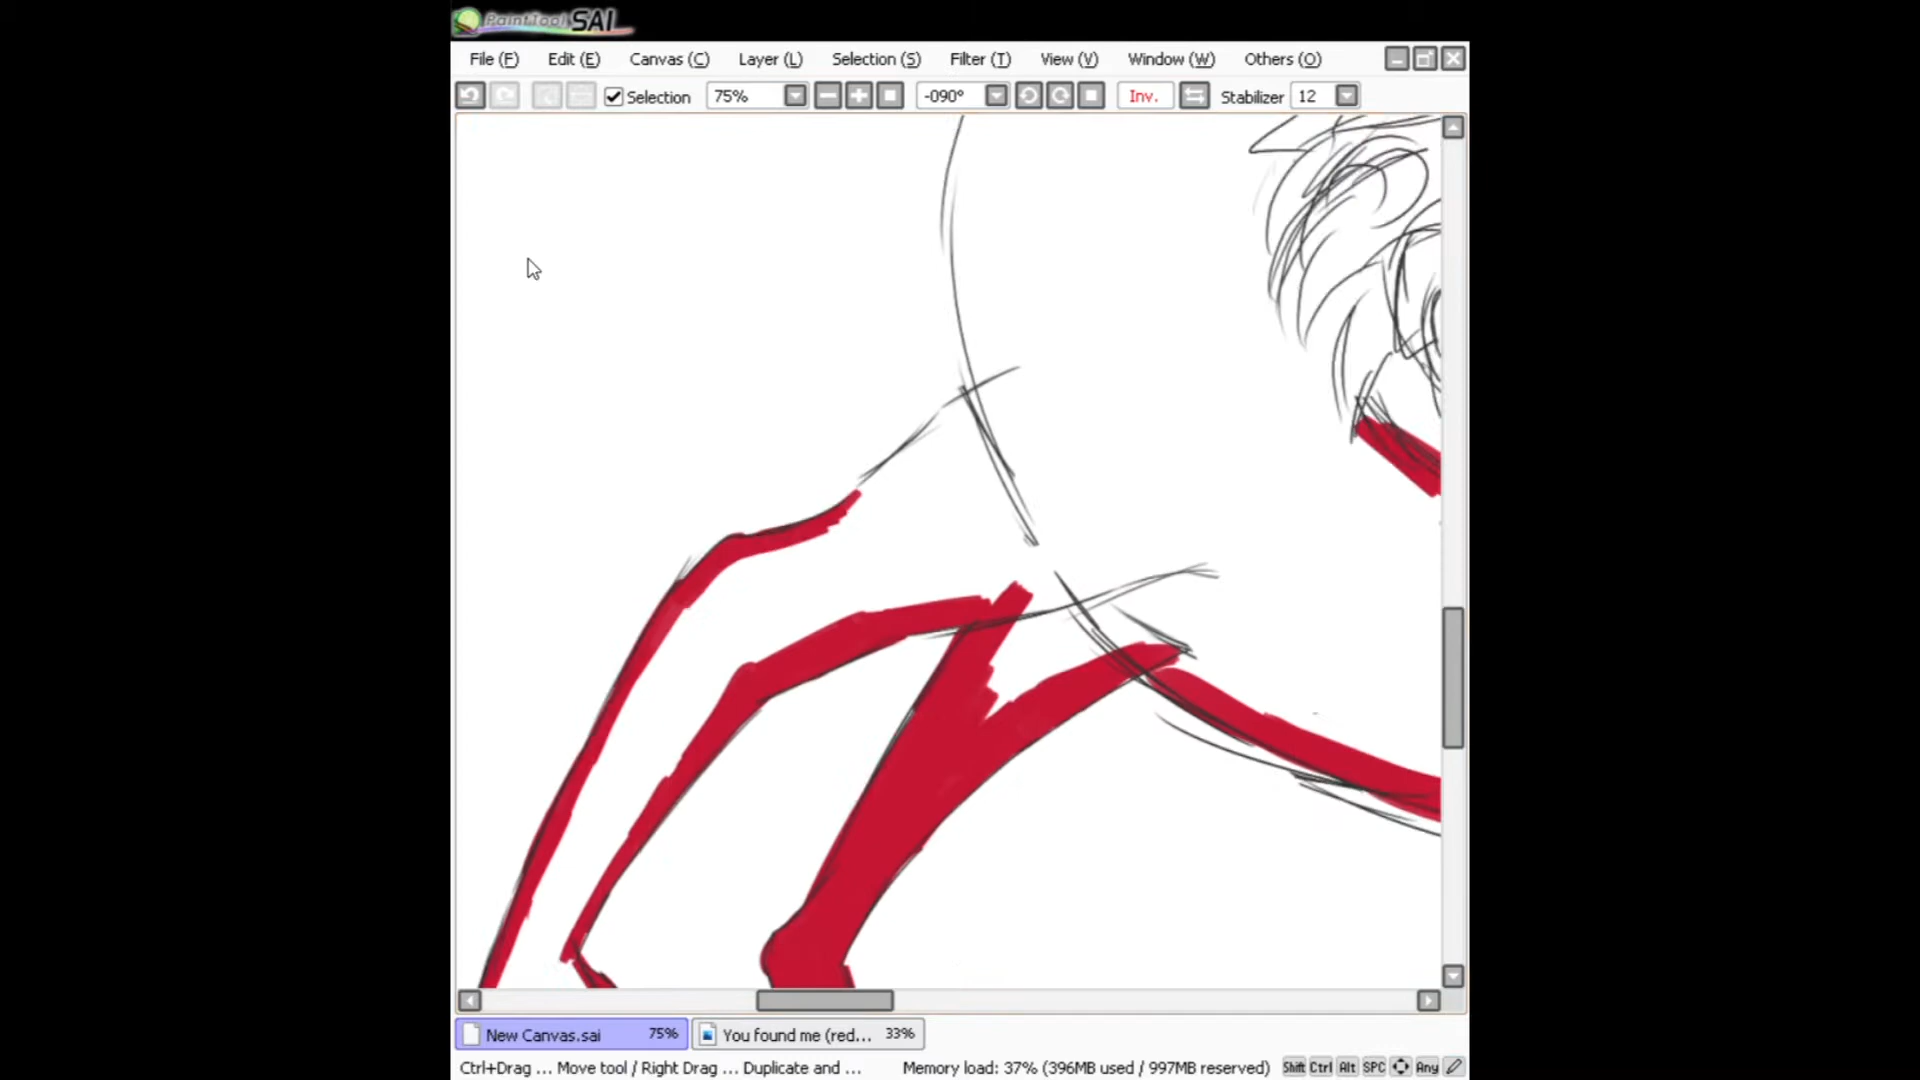 PaintTool SAI
File (F) Edit (E) Canvas (C) Layer (L) Selection (S) Filter (T) View (V) Window (W) Others (O)
Selection 75% -090° Inv. Stabilizer 12
New Canvas.sai 75% You found me (red... 33%
Ctrl+Drag ... Move tool / Right Drag ... Duplicate and ... Memory load: 37% (396MB used / 997MB reserved) Shift Ctrl Alt SPC Any